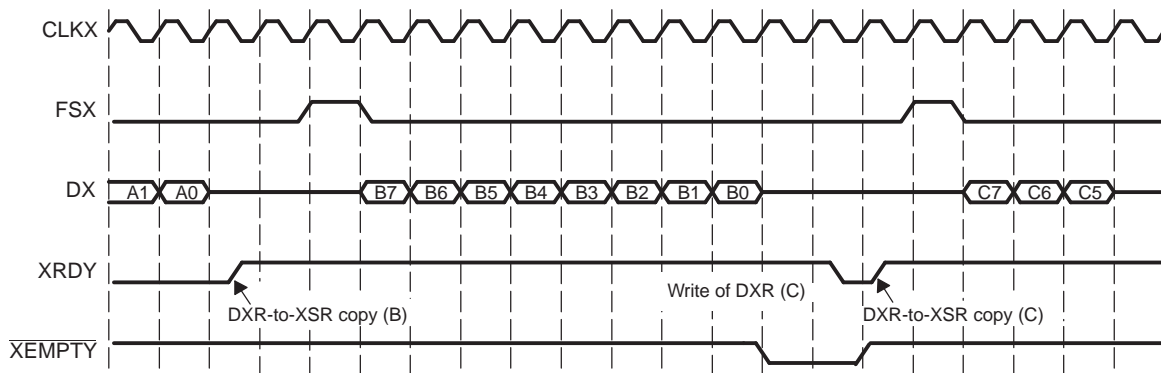 CLKX
FSX
DX A1 A0 B7 B6 B5 B4 B3 B2 B1 B0 C7 C6 C5
XRDY
Write of DXR (C)
DXR-to-XSR copy (B) DXR-to-XSR copy (C)
XEMPTY